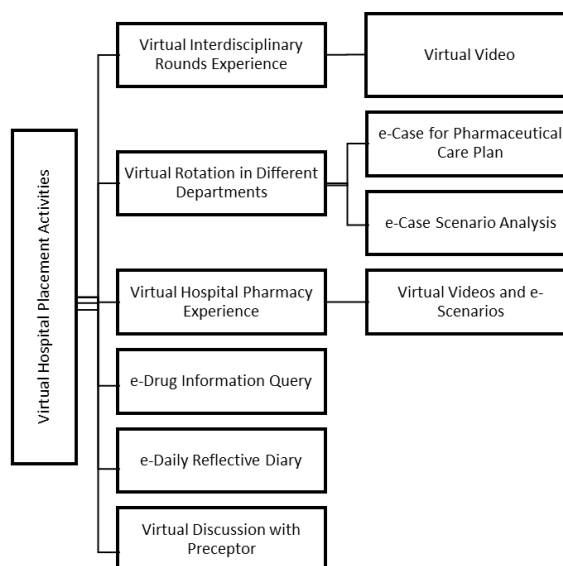 Virtual Hospital Placement Activities
Virtual Interdisciplinary
Rounds Experience
Virtual Video
Virtual Rotation in Different
Departments
e-Case for Pharmaceutical
Care Plan
e-Case Scenario Analysis
Virtual Hospital Pharmacy
Experience
Virtual Videos and e-
Scenarios
e-Drug Information Query
e-Daily Reflective Diary
Virtual Discussion with
Preceptor